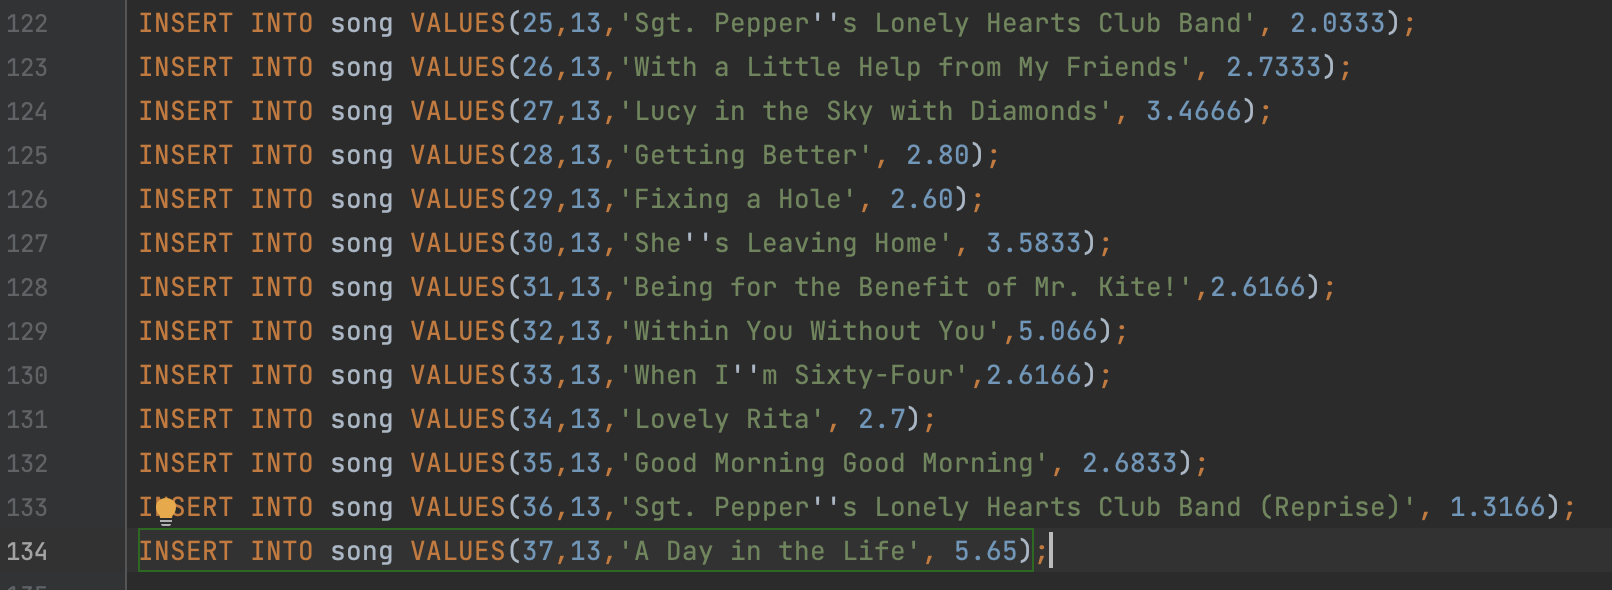 122 INSERT INTO song VALUES(25,13,'Sgt. Pepper''s Lonely Hearts Club Band', 2.0333);
123 INSERT INTO song VALUES(26,13,'With a Little Help from My Friends', 2.7333);
124 INSERT INTO song VALUES(27,13,'Lucy in the Sky with Diamonds', 3.4666);
125 INSERT INTO song VALUES(28,13,'Getting Better', 2.80);
126 INSERT INTO song VALUES(29,13,'Fixing a Hole', 2.60);
127 INSERT INTO song VALUES(30,13,'She''s Leaving Home', 3.5833);
128 INSERT INTO song VALUES(31,13,'Being for the Benefit of Mr. Kite!',2.6166);
129 INSERT INTO song VALUES(32,13,'Within You Without You',5.066);
130 INSERT INTO song VALUES(33,13,'When I''m Sixty-Four',2.6166);
131 INSERT INTO song VALUES(34,13,'Lovely Rita', 2.7);
132 INSERT INTO song VALUES(35,13,'Good Morning Good Morning', 2.6833);
133 INSERT INTO song VALUES(36,13,'Sgt. Pepper''s Lonely Hearts Club Band (Reprise)', 1.3166);
134 INSERT INTO song VALUES(37,13,'A Day in the Life', 5.65);